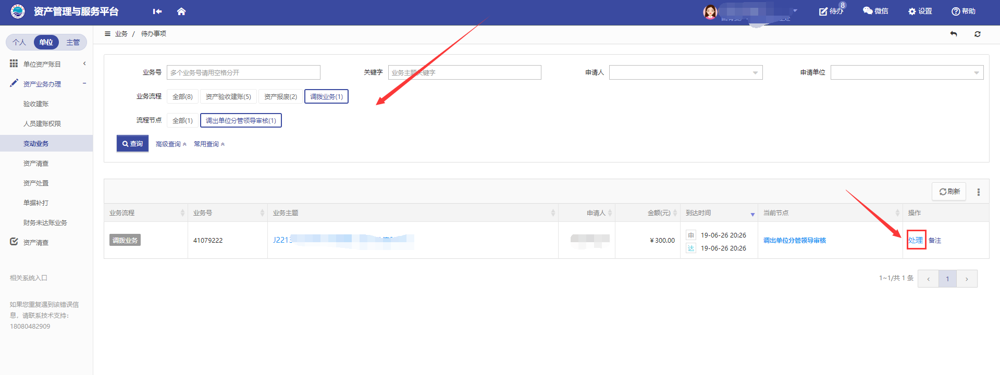 资产管理与服务平台
8
待办
微信
设置
帮助
个人 单位 主管
业务 / 待办事项
单位资产账目
资产业务办理
验收建账
人员建账权限
变动业务
资产清查
资产处置
单据补打
财务未达账业务
资产清查
相关系统入口
如果您重复遇到该错误信
息，请联系技术支持：
18080482909
业务号 多个业务号请用空格分开 关键字 业务主题关键字 申请人 申请单位
业务流程 全部(8) 资产验收建账(5) 资产报废(2) 调拨业务(1)
流程节点 全部(1) 调出单位分管领导审核(1)
查询 高级查询 常用查询
刷新
业务流程 业务号 业务主题 申请人 金额(元) 到达时间 当前节点 操作
调拨业务 41079222 J2213 ¥300.00 申 19-06-26 20:26 调出单位分管领导审核 处理 备注
达 19-06-26 20:26
1~1/共 1 条 ‹ 1 ›